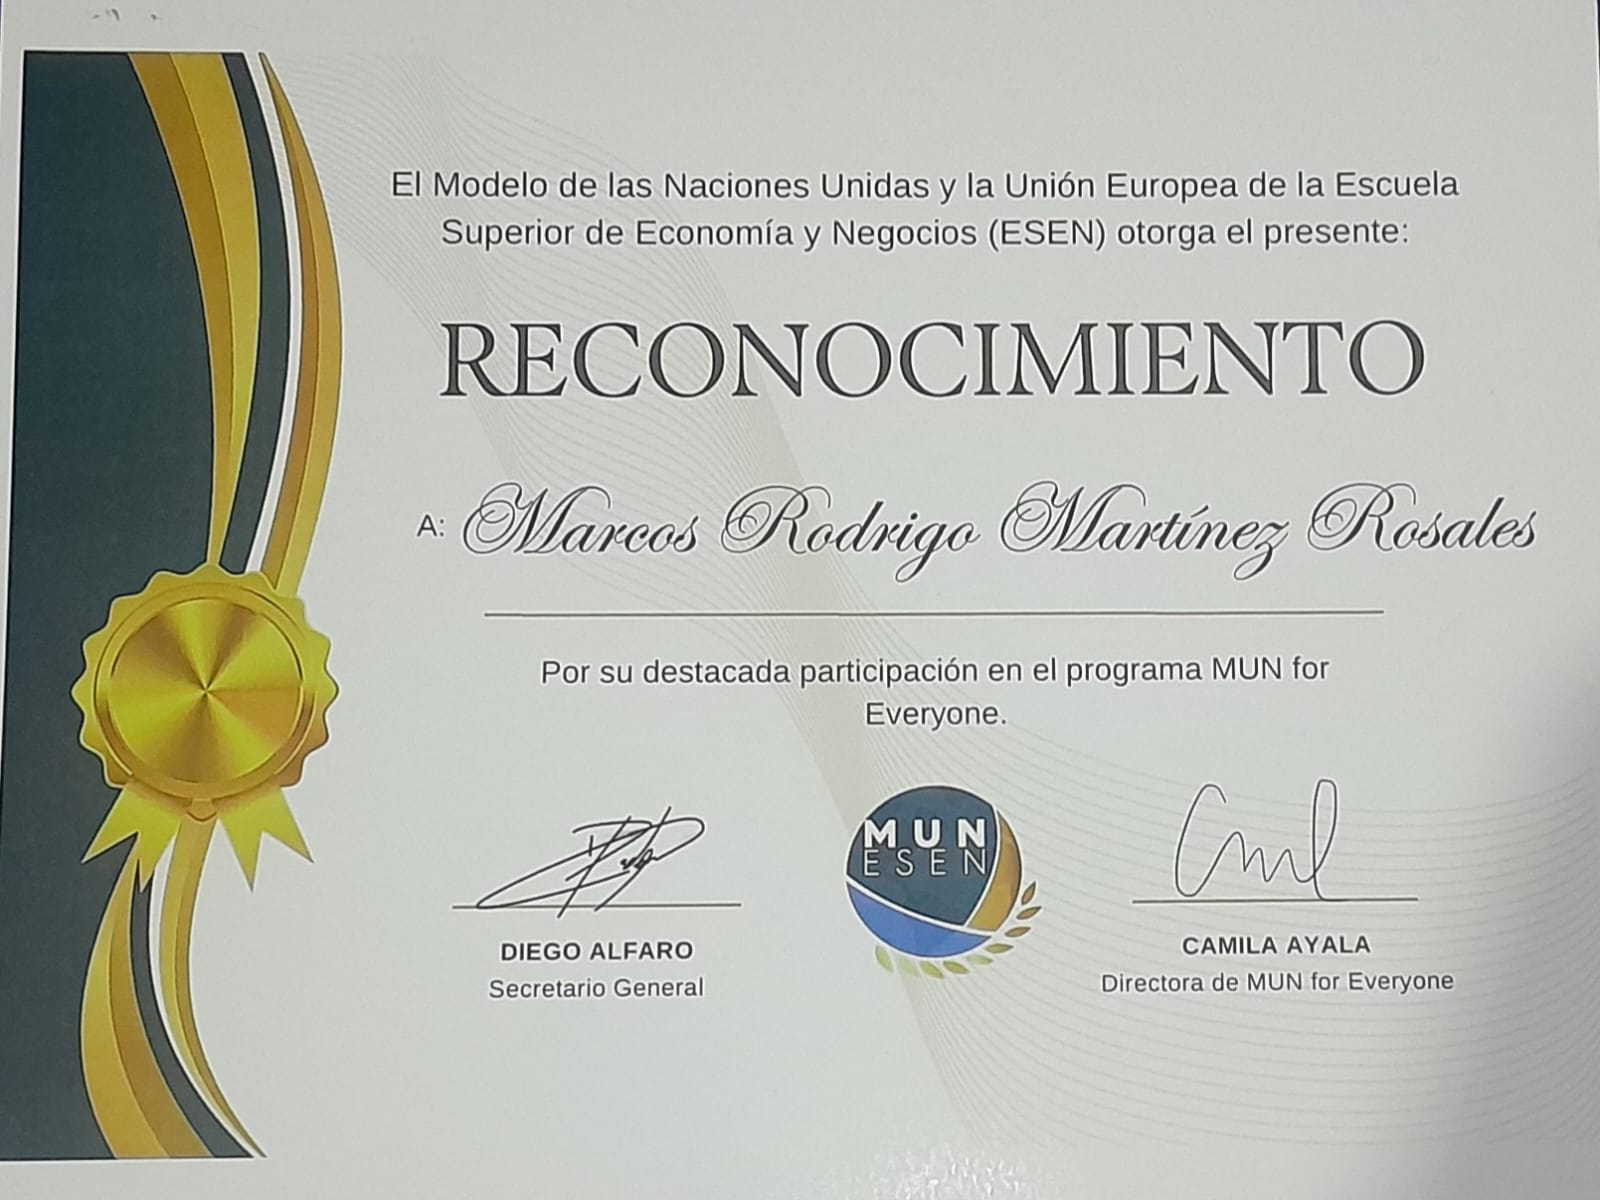 El Modelo de las Naciones Unidas y la Unión Europea de la Escuela
Superior de Economía y Negocios (ESEN) otorga el presente:
RECONOCIMIENTO
A: Marcos Rodrigo Martínez Rosales
Por su destacada participación en el programa MUN for
Everyone.
MUN
ESEN
DIEGO ALFARO
Secretario General
CAMILA AYALA
Directora de MUN for Everyone